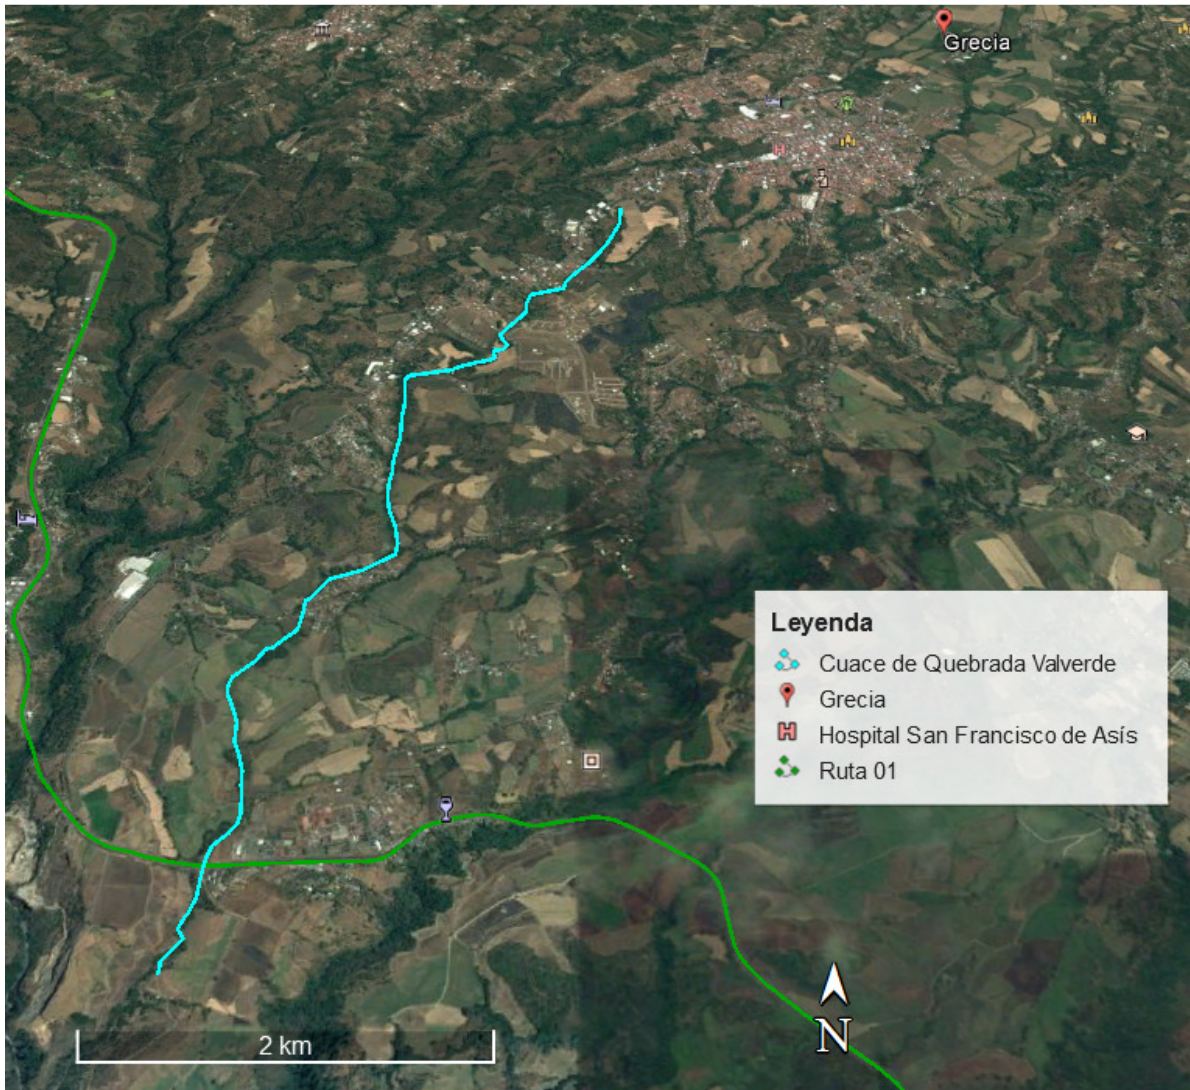 Grecia
Leyenda
Cuace de Quebrada Valverde
Grecia
Hospital San Francisco de Asís
Ruta 01
N
2 km